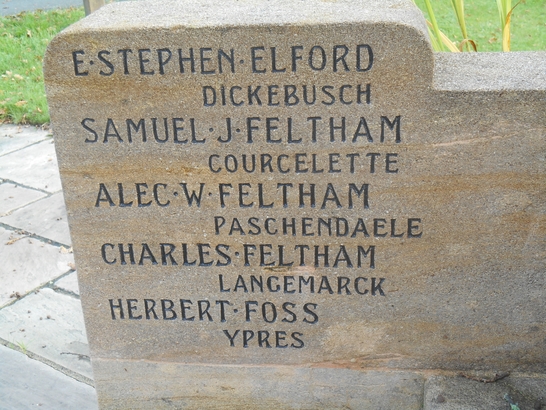 E·STEPHEN·ELFORD
DICKEBUSCH
SAMUEL·J·FELTHAM
COURCELETTE
ALEC·W·FELTHAM
PASCHENDAELE
CHARLES·FELTHAM
LANGEMARCK
HERBERT·FOSS
YPRES